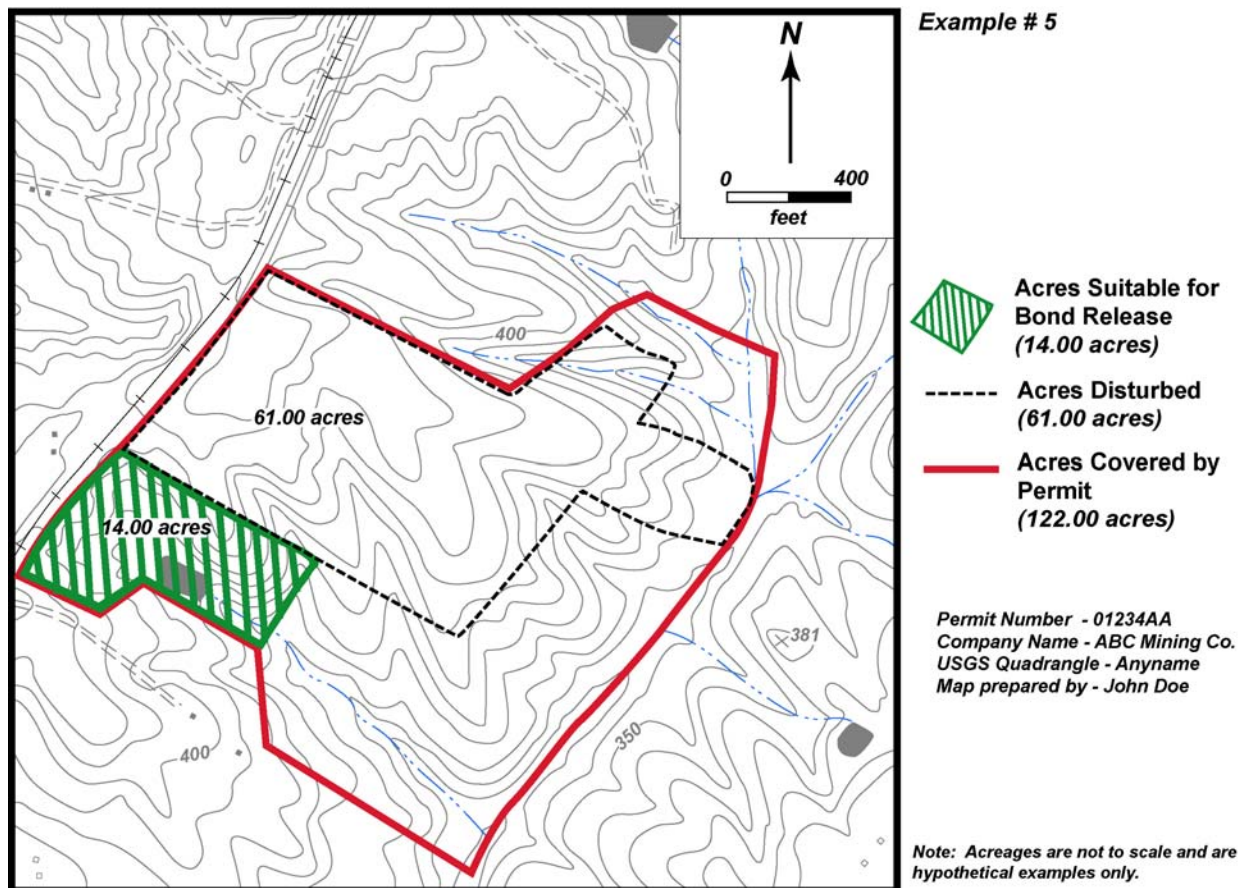 Example # 5
N
0 400
feet
400
61.00 acres
14.00 acres
381
350
400
Acres Suitable for
Bond Release
(14.00 acres)
Acres Disturbed
(61.00 acres)
Acres Covered by
Permit
(122.00 acres)
Permit Number - 01234AA
Company Name - ABC Mining Co.
USGS Quadrangle - Anyname
Map prepared by - John Doe
Note: Acreages are not to scale and are
hypothetical examples only.